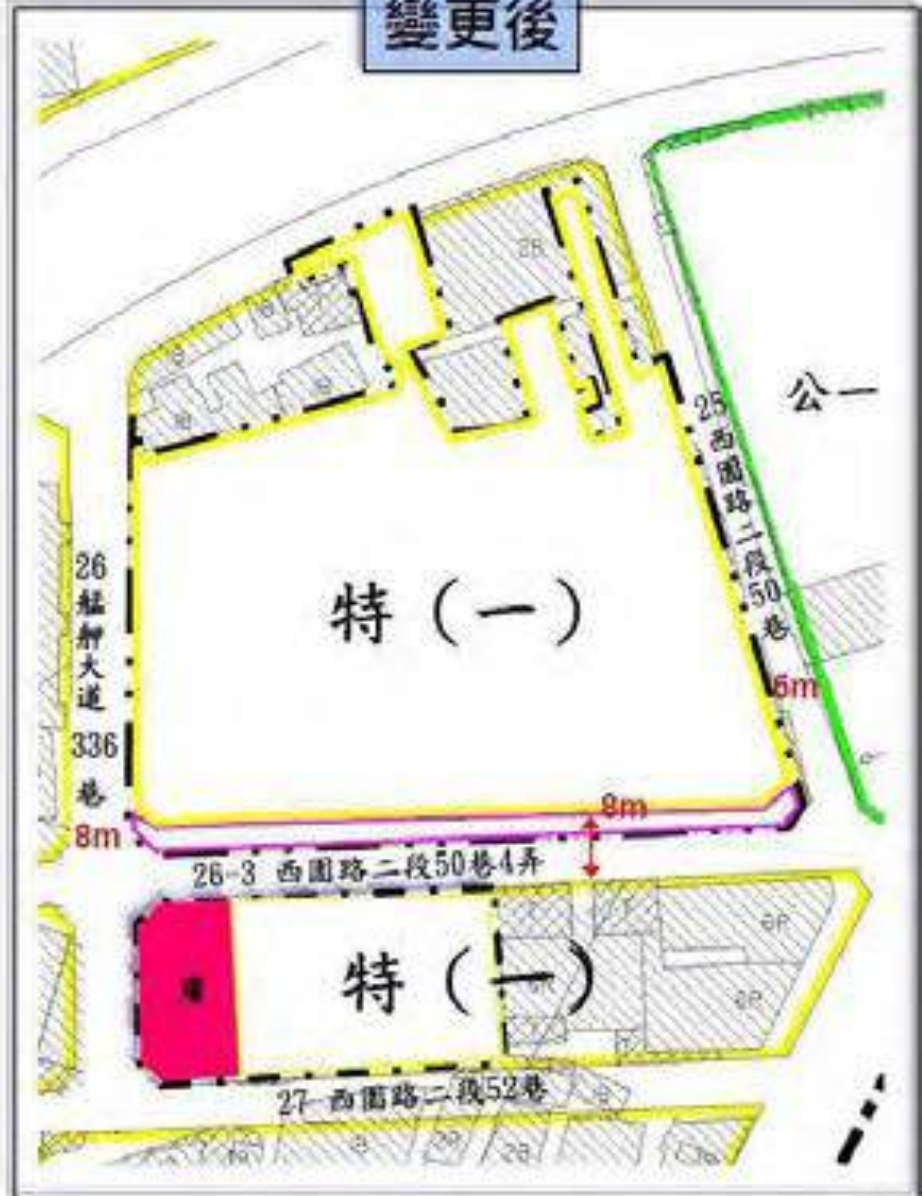 變更後
公一
25 西園路二段50巷
6m
特（一）
26 艋舺大道 336 巷
8m
8m
26-3 西園路二段50巷4弄
特（一）
27 西園路二段52巷